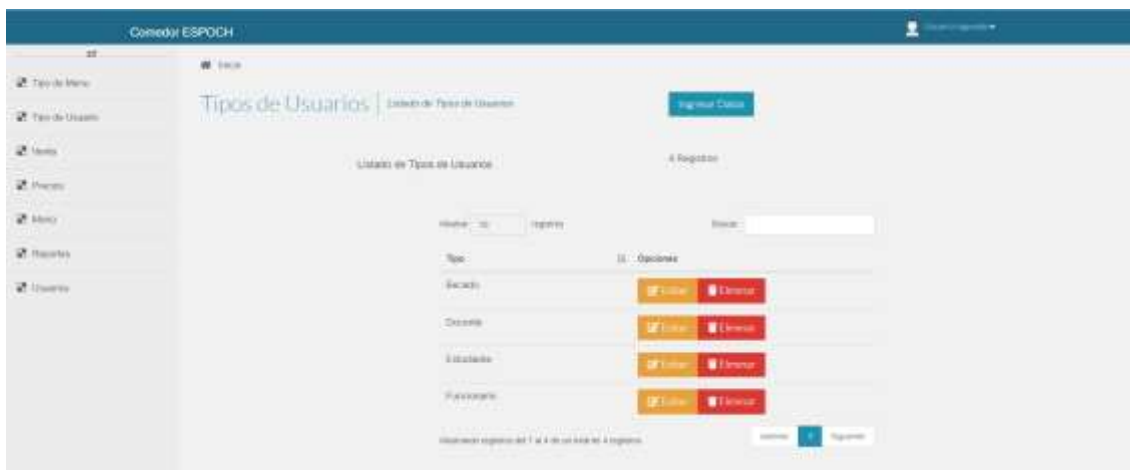 Comedor ESPOCH
Inicio
Tipo de Menu
Tipo de Usuario
Venta
Precios
Menu
Reportes
Usuarios
Tipos de Usuarios | Listado de Tipos de Usuarios
Ingresar Datos
Listado de Tipos de Usuarios
4 Registros
Mostrar 10 registros
Buscar:
Tipo Opciones
Becado Editar Eliminar
Docente Editar Eliminar
Estudiante Editar Eliminar
Funcionario Editar Eliminar
Mostrando registros del 1 al 4 de un total de 4 registros
Anterior 1 Siguiente